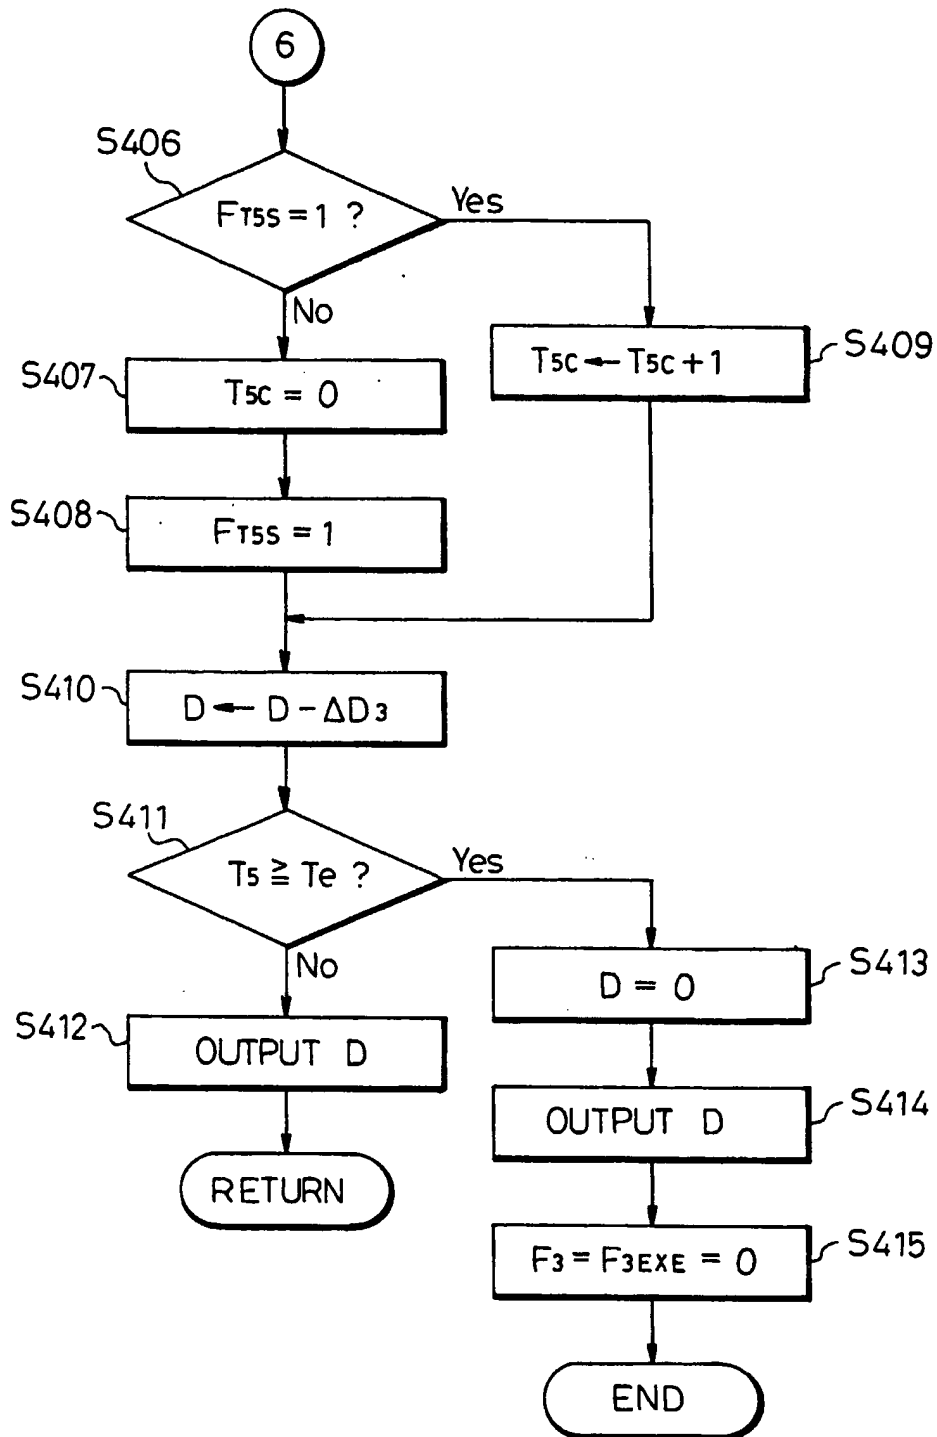 6
S406
FT5S = 1 ?
Yes
No
S407
T5C = 0
T5C ← T5C + 1
S409
S408
FT5S = 1
S410
D ← D - ΔD3
S411
T5 ≧ Te ?
Yes
No
S412
OUTPUT D
D = 0
S413
RETURN
OUTPUT D
S414
F3 = F3EXE = 0
S415
END